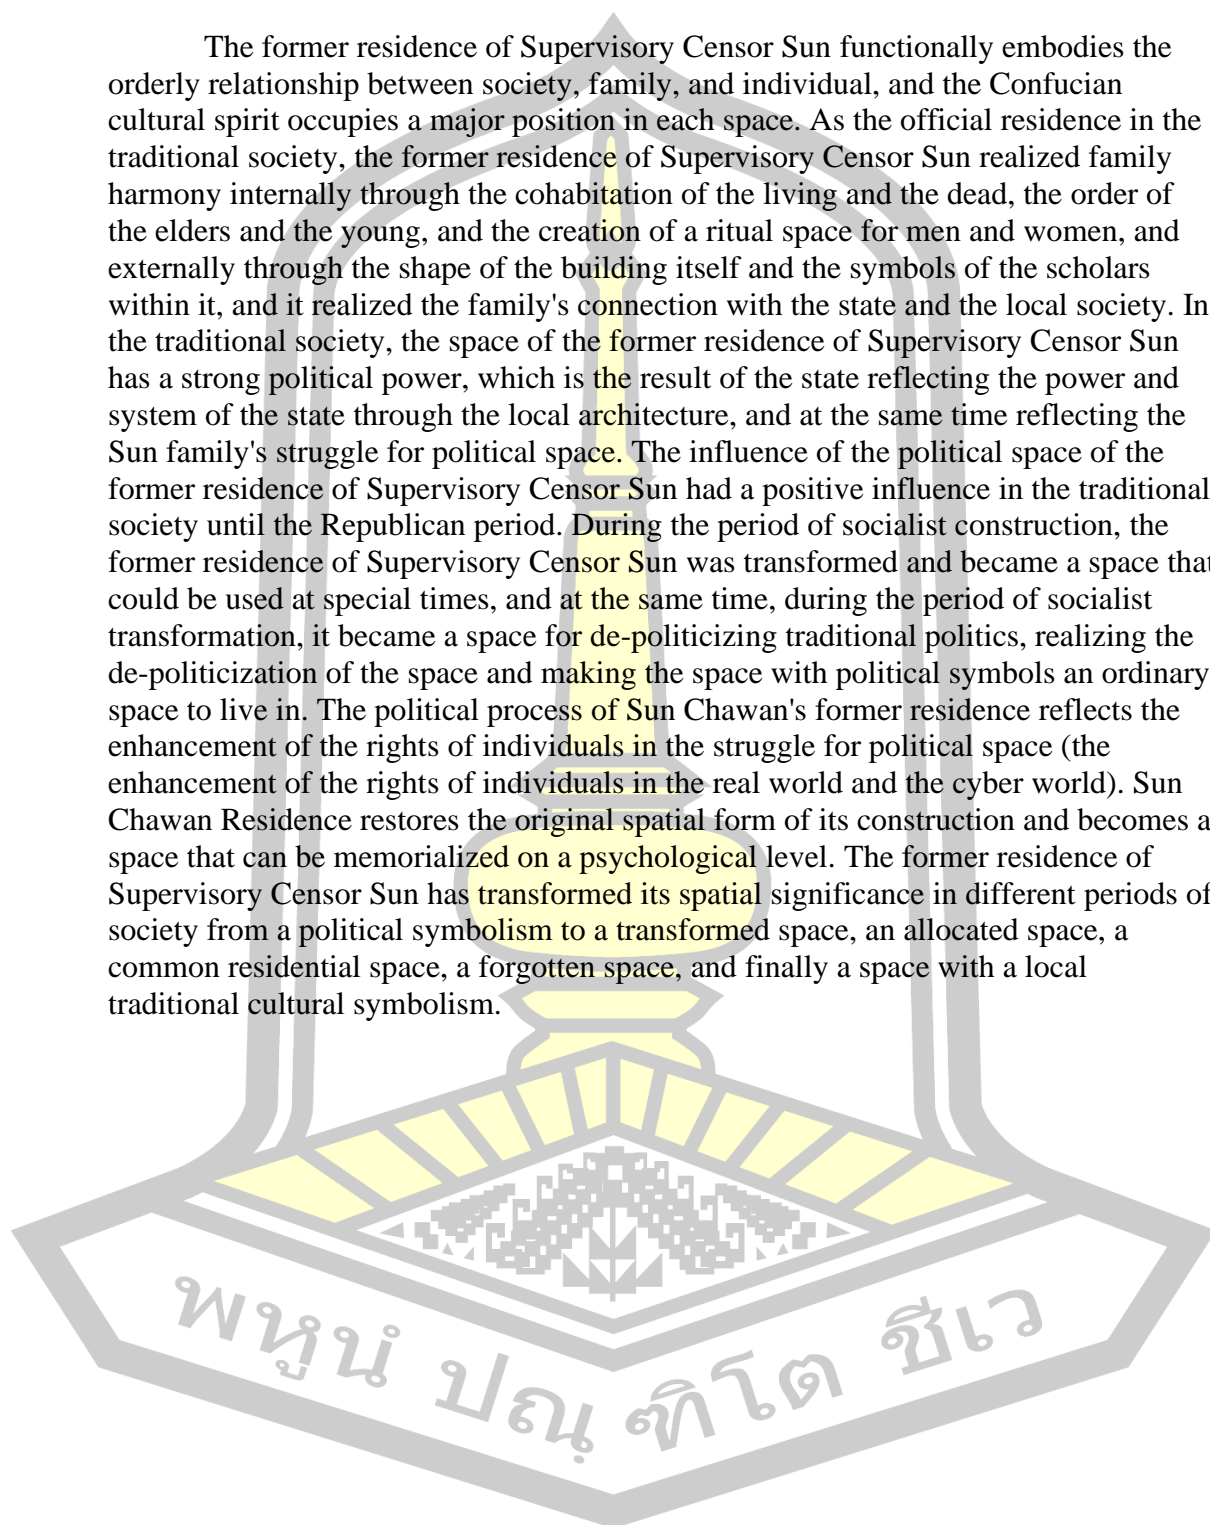 The former residence of Supervisory Censor Sun functionally embodies the
orderly relationship between society, family, and individual, and the Confucian
cultural spirit occupies a major position in each space. As the official residence in the
traditional society, the former residence of Supervisory Censor Sun realized family
harmony internally through the cohabitation of the living and the dead, the order of
the elders and the young, and the creation of a ritual space for men and women, and
externally through the shape of the building itself and the symbols of the scholars
within it, and it realized the family's connection with the state and the local society. In
the traditional society, the space of the former residence of Supervisory Censor Sun
has a strong political power, which is the result of the state reflecting the power and
system of the state through the local architecture, and at the same time reflecting the
Sun family's struggle for political space. The influence of the political space of the
former residence of Supervisory Censor Sun had a positive influence in the traditional
society until the Republican period. During the period of socialist construction, the
former residence of Supervisory Censor Sun was transformed and became a space that
could be used at special times, and at the same time, during the period of socialist
transformation, it became a space for de-politicizing traditional politics, realizing the
de-politicization of the space and making the space with political symbols an ordinary
space to live in. The political process of Sun Chawan's former residence reflects the
enhancement of the rights of individuals in the struggle for political space (the
enhancement of the rights of individuals in the real world and the cyber world). Sun
Chawan Residence restores the original spatial form of its construction and becomes a
space that can be memorialized on a psychological level. The former residence of
Supervisory Censor Sun has transformed its spatial significance in different periods of
society from a political symbolism to a transformed space, an allocated space, a
common residential space, a forgotten space, and finally a space with a local
traditional cultural symbolism.
พหูนํ ปณฺฑิโต ชีเว